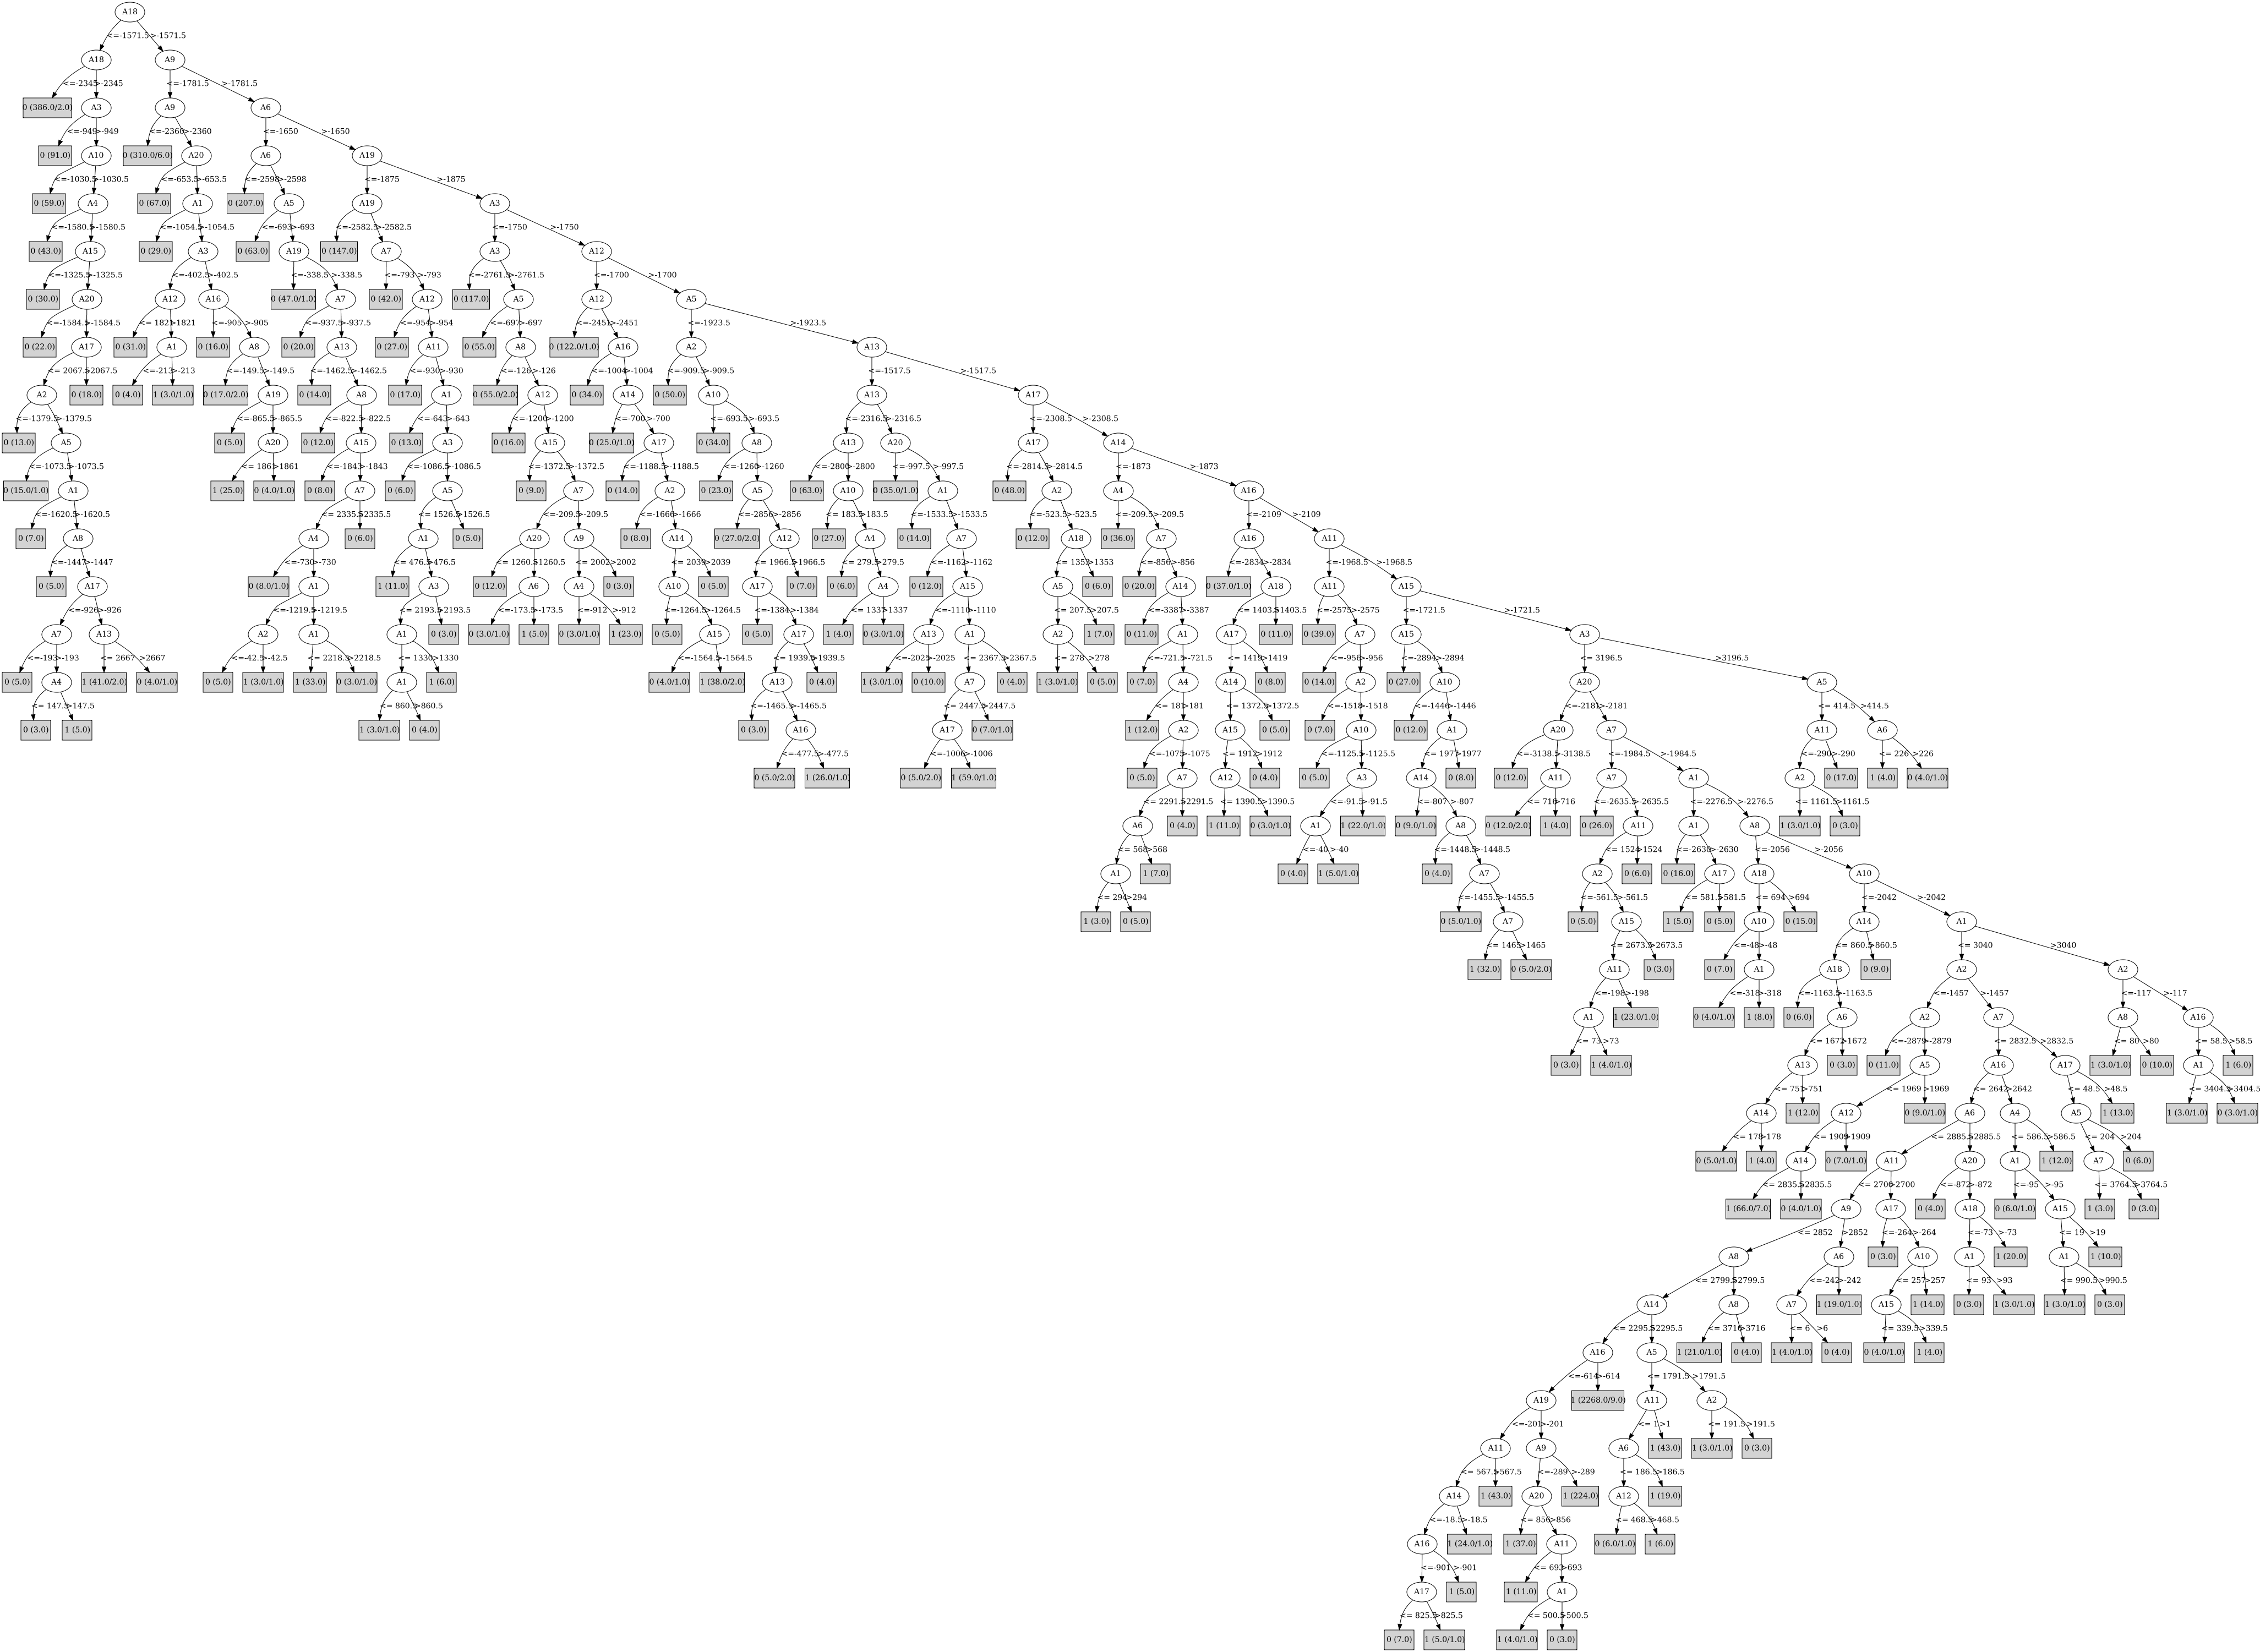 A18
<=-1571.5 >-1571.5
A18 A9
<=-2345 >-2345 <=-1781.5 >-1781.5
0 (386.0/2.0) A3 A9 A6
<=-949 >-949 <=-2360 >-2360 <=-1650 >-1650
0 (91.0) A10 0 (310.0/6.0) A20 A6 A19
<=-1030.5 >-1030.5 <=-653.5 >-653.5 <=-2598 >-2598 <=-1875 >-1875
0 (59.0) A4 0 (67.0) A1 0 (207.0) A5 A19 A3
<=-1580.5 >-1580.5 <=-1054.5 >-1054.5 <=-693 >-693 <=-2582.5 >-2582.5 <=-1750 >-1750
0 (43.0) A15 0 (29.0) A3 0 (63.0) A19 0 (147.0) A7 A3 A12
<=-1325.5 >-1325.5 <=-402.5 >-402.5 <=-338.5 >-338.5 <=-793 >-793 <=-2761.5 >-2761.5 <=-1700 >-1700
0 (30.0) A20 A12 A16 0 (47.0/1.0) A7 0 (42.0) A12 0 (117.0) A5 A12 A5
<=-1584.5 >-1584.5 <= 1821 >1821 <=-905 >-905 <=-937.5 >-937.5 <=-954 >-954 <=-697 >-697 <=-2451 >-2451 <=-1923.5 >-1923.5
0 (22.0) A17 0 (31.0) A1 0 (16.0) A8 0 (20.0) A13 0 (27.0) A11 0 (55.0) A8 0 (122.0/1.0) A16 A2 A13
<= 2067.5 >2067.5 <=-213 >-213 <=-149.5 >-149.5 <=-1462.5 >-1462.5 <=-930 >-930 <=-126 >-126 <=-1004 >-1004 <=-909.5 >-909.5 <=-1517.5 >-1517.5
A2 0 (18.0) 0 (4.0) 1 (3.0/1.0) 0 (17.0/2.0) A19 0 (14.0) A8 0 (17.0) A1 0 (55.0/2.0) A12 0 (34.0) A14 0 (50.0) A10 A13 A17
<=-1379.5 >-1379.5 <=-865.5 >-865.5 <=-822.5 >-822.5 <=-643 >-643 <=-1200 >-1200 <=-700 >-700 <=-693.5 >-693.5 <=-2316.5 >-2316.5 <=-2308.5 >-2308.5
0 (13.0) A5 0 (5.0) A20 0 (12.0) A15 0 (13.0) A3 0 (16.0) A15 0 (25.0/1.0) A17 0 (34.0) A8 A13 A20 A17 A14
<=-1073.5 >-1073.5 <= 1861 >1861 <=-1843 >-1843 <=-1086.5 >-1086.5 <=-1372.5 >-1372.5 <=-1188.5 >-1188.5 <=-1260 >-1260 <=-2800 >-2800 <=-997.5 >-997.5 <=-2814.5 >-2814.5 <=-1873 >-1873
0 (15.0/1.0) A1 1 (25.0) 0 (4.0/1.0) 0 (8.0) A7 0 (6.0) A5 0 (9.0) A7 0 (14.0) A2 0 (23.0) A5 0 (63.0) A10 0 (35.0/1.0) A1 0 (48.0) A2 A4 A16
<=-1620.5 >-1620.5 <= 2335.5 >2335.5 <= 1526.5 >1526.5 <=-209.5 >-209.5 <=-1666 >-1666 <=-2856 >-2856 <= 183.5 >183.5 <=-1533.5 >-1533.5 <=-523.5 >-523.5 <=-209.5 >-209.5 <=-2109 >-2109
0 (7.0) A8 A4 0 (6.0) A1 0 (5.0) A20 A9 0 (8.0) A14 0 (27.0/2.0) A12 0 (27.0) A4 0 (14.0) A7 0 (12.0) A18 0 (36.0) A7 A16 A11
<=-1447 >-1447 <=-730 >-730 <= 476.5 >476.5 <= 1260.5 >1260.5 <= 2002 >2002 <= 2039 >2039 <= 1966.5 >1966.5 <= 279.5 >279.5 <=-1162 >-1162 <= 1353 >1353 <=-856 >-856 <=-2834 >-2834 <=-1968.5 >-1968.5
0 (5.0) A17 0 (8.0/1.0) A1 1 (11.0) A3 0 (12.0) A6 A4 0 (3.0) A10 0 (5.0) A17 0 (7.0) 0 (6.0) A4 0 (12.0) A15 A5 0 (6.0) 0 (20.0) A14 0 (37.0/1.0) A18 A11 A15
<=-926 >-926 <=-1219.5 >-1219.5 <= 2193.5 >2193.5 <=-173.5 >-173.5 <=-912 >-912 <=-1264.5 >-1264.5 <=-1384 >-1384 <= 1337 >1337 <=-1110 >-1110 <= 207.5 >207.5 <=-3387 >-3387 <= 1403.5 >1403.5 <=-2575 >-2575 <=-1721.5 >-1721.5
A7 A13 A2 A1 A1 0 (3.0) 0 (3.0/1.0) 1 (5.0) 0 (3.0/1.0) 1 (23.0) 0 (5.0) A15 0 (5.0) A17 1 (4.0) 0 (3.0/1.0) A13 A1 A2 1 (7.0) 0 (11.0) A1 A17 0 (11.0) 0 (39.0) A7 A15 A3
<=-193 >-193 <= 2667 >2667 <=-42.5 >-42.5 <= 2218.5 >2218.5 <= 1330 >1330 <=-1564.5 >-1564.5 <= 1939.5 >1939.5 <=-2025 >-2025 <= 2367.5 >2367.5 <= 278 >278 <=-721.5 >-721.5 <= 1419 >1419 <=-956 >-956 <=-2894 >-2894 <= 3196.5 >3196.5
0 (5.0) A4 1 (41.0/2.0) 0 (4.0/1.0) 0 (5.0) 1 (3.0/1.0) 1 (33.0) 0 (3.0/1.0) A1 1 (6.0) 0 (4.0/1.0) 1 (38.0/2.0) A13 0 (4.0) 1 (3.0/1.0) 0 (10.0) A7 0 (4.0) 1 (3.0/1.0) 0 (5.0) 0 (7.0) A4 A14 0 (8.0) 0 (14.0) A2 0 (27.0) A10 A20 A5
<= 147.5 >147.5 <= 860.5 >860.5 <=-1465.5 >-1465.5 <= 2447.5 >2447.5 <= 181 >181 <= 1372.5 >1372.5 <=-1518 >-1518 <=-1446 >-1446 <=-2181 >-2181 <= 414.5 >414.5
0 (3.0) 1 (5.0) 1 (3.0/1.0) 0 (4.0) 0 (3.0) A16 A17 0 (7.0/1.0) 1 (12.0) A2 A15 0 (5.0) 0 (7.0) A10 0 (12.0) A1 A20 A7 A11 A6
<=-477.5 >-477.5 <=-1006 >-1006 <=-1075 >-1075 <= 1912 >1912 <=-1125.5 >-1125.5 <= 1977 >1977 <=-3138.5 >-3138.5 <=-1984.5 >-1984.5 <=-290 >-290 <= 226 >226
0 (5.0/2.0) 1 (26.0/1.0) 0 (5.0/2.0) 1 (59.0/1.0) 0 (5.0) A7 A12 0 (4.0) 0 (5.0) A3 A14 0 (8.0) 0 (12.0) A11 A7 A1 A2 0 (17.0) 1 (4.0) 0 (4.0/1.0)
<= 2291.5 >2291.5 <= 1390.5 >1390.5 <=-91.5 >-91.5 <=-807 >-807 <= 716 >716 <=-2635.5 >-2635.5 <=-2276.5 >-2276.5 <= 1161.5 >1161.5
A6 0 (4.0) 1 (11.0) 0 (3.0/1.0) A1 1 (22.0/1.0) 0 (9.0/1.0) A8 0 (12.0/2.0) 1 (4.0) 0 (26.0) A11 A1 A8 1 (3.0/1.0) 0 (3.0)
<= 568 >568 <=-40 >-40 <=-1448.5 >-1448.5 <= 1524 >1524 <=-2630 >-2630 <=-2056 >-2056
A1 1 (7.0) 0 (4.0) 1 (5.0/1.0) 0 (4.0) A7 A2 0 (6.0) 0 (16.0) A17 A18 A10
<= 294 >294 <=-1455.5 >-1455.5 <=-561.5 >-561.5 <= 581.5 >581.5 <= 694 >694 <=-2042 >-2042
1 (3.0) 0 (5.0) 0 (5.0/1.0) A7 0 (5.0) A15 1 (5.0) 0 (5.0) A10 0 (15.0) A14 A1
<= 1465 >1465 <= 2673.5 >2673.5 <=-48 >-48 <= 860.5 >860.5 <= 3040 >3040
1 (32.0) 0 (5.0/2.0) A11 0 (3.0) 0 (7.0) A1 A18 0 (9.0) A2 A2
<=-198 >-198 <=-318 >-318 <=-1163.5 >-1163.5 <=-1457 >-1457 <=-117 >-117
A1 1 (23.0/1.0) 0 (4.0/1.0) 1 (8.0) 0 (6.0) A6 A2 A7 A8 A16
<= 73 >73 <= 1672 >1672 <=-2879 >-2879 <= 2832.5 >2832.5 <= 80 >80 <= 58.5 >58.5
0 (3.0) 1 (4.0/1.0) A13 0 (3.0) 0 (11.0) A5 A16 A17 1 (3.0/1.0) 0 (10.0) A1 1 (6.0)
<= 751 >751 <= 1969 >1969 <= 2642 >2642 <= 48.5 >48.5 <= 3404.5 >3404.5
A14 1 (12.0) A12 0 (9.0/1.0) A6 A4 A5 1 (13.0) 1 (3.0/1.0) 0 (3.0/1.0)
<= 178 >178 <= 1909 >1909 <= 2885.5 >2885.5 <= 586.5 >586.5 <= 204 >204
0 (5.0/1.0) 1 (4.0) A14 0 (7.0/1.0) A11 A20 A1 1 (12.0) A7 0 (6.0)
<= 2835.5 >2835.5 <= 2700 >2700 <=-872 >-872 <=-95 >-95 <= 3764.5 >3764.5
1 (66.0/7.0) 0 (4.0/1.0) A9 A17 0 (4.0) A18 0 (6.0/1.0) A15 1 (3.0) 0 (3.0)
<= 2852 >2852 <=-264 >-264 <=-73 >-73 <= 19 >19
A8 A6 0 (3.0) A10 A1 1 (20.0) A1 1 (10.0)
<= 2799.5 >2799.5 <=-242 >-242 <= 257 >257 <= 93 >93 <= 990.5 >990.5
A14 A8 A7 1 (19.0/1.0) A15 1 (14.0) 0 (3.0) 1 (3.0/1.0) 1 (3.0/1.0) 0 (3.0)
<= 2295.5 >2295.5 <= 3716 >3716 <= 6 >6 <= 339.5 >339.5
A16 A5 1 (21.0/1.0) 0 (4.0) 1 (4.0/1.0) 0 (4.0) 0 (4.0/1.0) 1 (4.0)
<=-614 >-614 <= 1791.5 >1791.5
A19 1 (2268.0/9.0) A11 A2
<=-201 >-201 <= 1 >1 <= 191.5 >191.5
A11 A9 A6 1 (43.0) 1 (3.0/1.0) 0 (3.0)
<= 567.5 >567.5 <=-289 >-289 <= 186.5 >186.5
A14 1 (43.0) A20 1 (224.0) A12 1 (19.0)
<=-18.5 >-18.5 <= 856 >856 <= 468.5 >468.5
A16 1 (24.0/1.0) 1 (37.0) A11 0 (6.0/1.0) 1 (6.0)
<=-901 >-901 <= 693 >693
A17 1 (5.0) 1 (11.0) A1
<= 825.5 >825.5 <= 500.5 >500.5
0 (7.0) 1 (5.0/1.0) 1 (4.0/1.0) 0 (3.0)